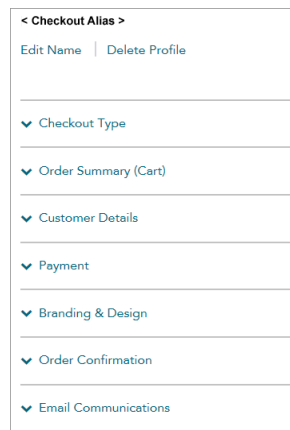 < Checkout Alias >
Edit Name | Delete Profile
Checkout Type
Order Summary (Cart)
Customer Details
Payment
Branding & Design
Order Confirmation
Email Communications